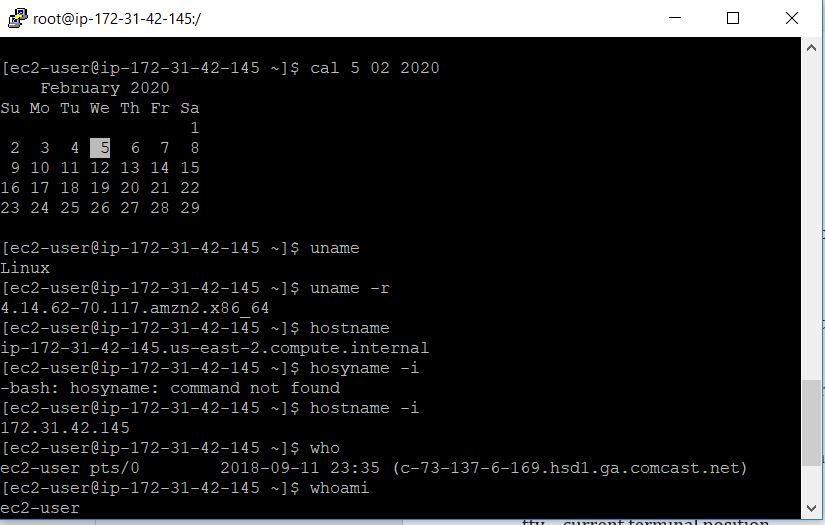 root@ip-172-31-42-145:/
[ec2-user@ip-172-31-42-145 ~]$ cal 5 02 2020
    February 2020
Su Mo Tu We Th Fr Sa
                   1
 2  3  4  5  6  7  8
 9 10 11 12 13 14 15
16 17 18 19 20 21 22
23 24 25 26 27 28 29
[ec2-user@ip-172-31-42-145 ~]$ uname
Linux
[ec2-user@ip-172-31-42-145 ~]$ uname -r
4.14.62-70.117.amzn2.x86_64
[ec2-user@ip-172-31-42-145 ~]$ hostname
ip-172-31-42-145.us-east-2.compute.internal
[ec2-user@ip-172-31-42-145 ~]$ hosyname -i
-bash: hosyname: command not found
[ec2-user@ip-172-31-42-145 ~]$ hostname -i
172.31.42.145
[ec2-user@ip-172-31-42-145 ~]$ who
ec2-user pts/0        2018-09-11 23:35 (c-73-137-6-169.hsd1.ga.comcast.net)
[ec2-user@ip-172-31-42-145 ~]$ whoami
ec2-user
current terminal position